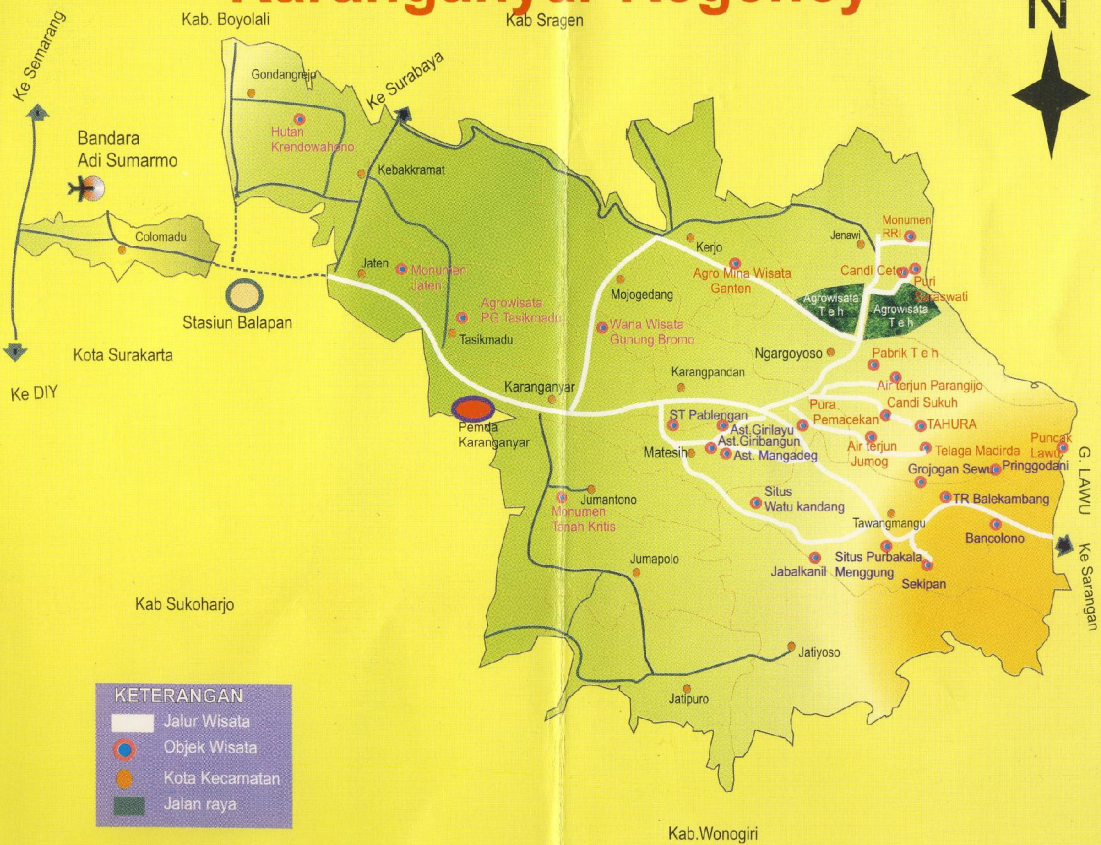 Karanganyar Regency
N
Kab. Boyolali
Kab Sragen
Ke Semarang
Ke Surabaya
Gondangrejo
Hutan
Krendowahono
Bandara
Adi Sumarmo
Kebakkramat
Colomadu
Jaten
Monumen
Jaten
Agrowisata
PG Tasikmadu
Tasikmadu
Stasiun Balapan
Kota Surakarta
Ke DIY
Kerjo
Agro Mina Wisata
Ganten
Mojogedang
Wana Wisata
Gunung Bromo
Jenawi
Monumen
RRI
Candi Ceto
Puri
Saraswati
Agrowisata
Teh
Agrowisata
Teh
Ngargoyoso
Pabrik Teh
Air terjun Parangijo
Candi Sukuh
Karangpandan
Karanganyar
Pemda
Karanganyar
ST Pablengan
Ast.Girilayu
Ast.Giribangun
Ast. Mangadeg
Matesih
Pura
Pemacekan
TAHURA
Air terjun
Jumog
Telaga Madirda
Puncak
Lawu
Grojogan Sewu
Pringgodani
G. LAWU
TR Balekambang
Bancolono
Ke Sarangan
Situs
Watu kandang
Tawangmangu
Jabalkanil
Situs Purbakala
Menggung
Sekipan
Jumantono
Monumen
Tanah Kritis
Jumapolo
Jatiyoso
Jatipuro
Kab Sukoharjo
Kab.Wonogiri
KETERANGAN
Jalur Wisata
Objek Wisata
Kota Kecamatan
Jalan raya